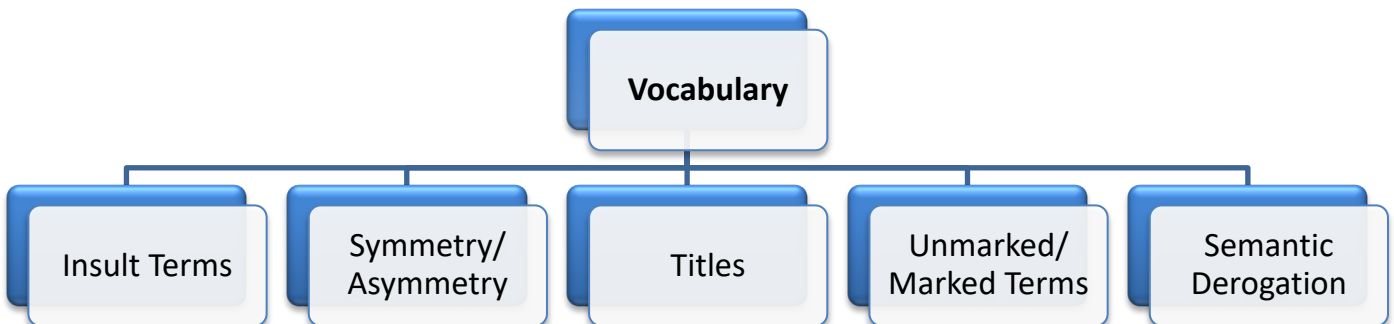 Vocabulary
Insult Terms
Symmetry/
Asymmetry
Titles
Unmarked/
Marked Terms
Semantic
Derogation